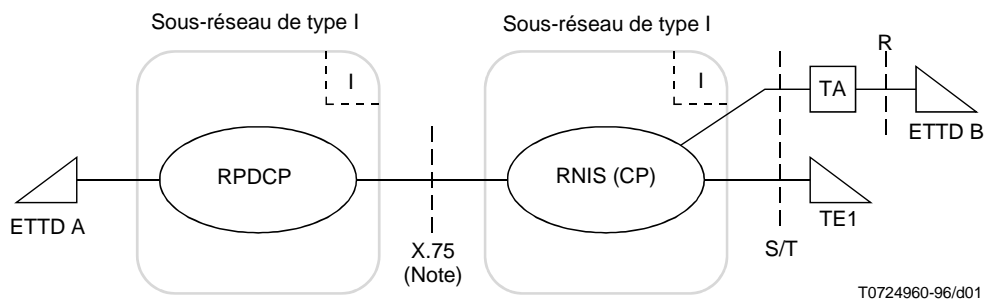 Sous-réseau de type I
Sous-réseau de type I
I
I
R
TA
ETTD B
RPDCP
RNIS (CP)
ETTD A
TE1
X.75
(Note)
S/T
T0724960-96/d01